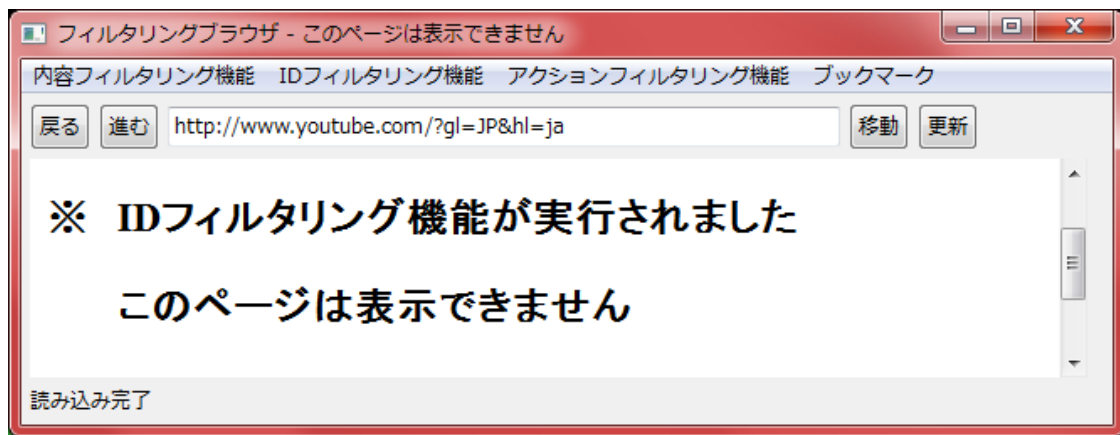 フィルタリングブラウザ - このページは表示できません
内容フィルタリング機能 IDフィルタリング機能 アクションフィルタリング機能 ブックマーク
戻る 進む http://www.youtube.com/?gl=JP&hl=ja 移動 更新
※ IDフィルタリング機能が実行されました
このページは表示できません
読み込み完了